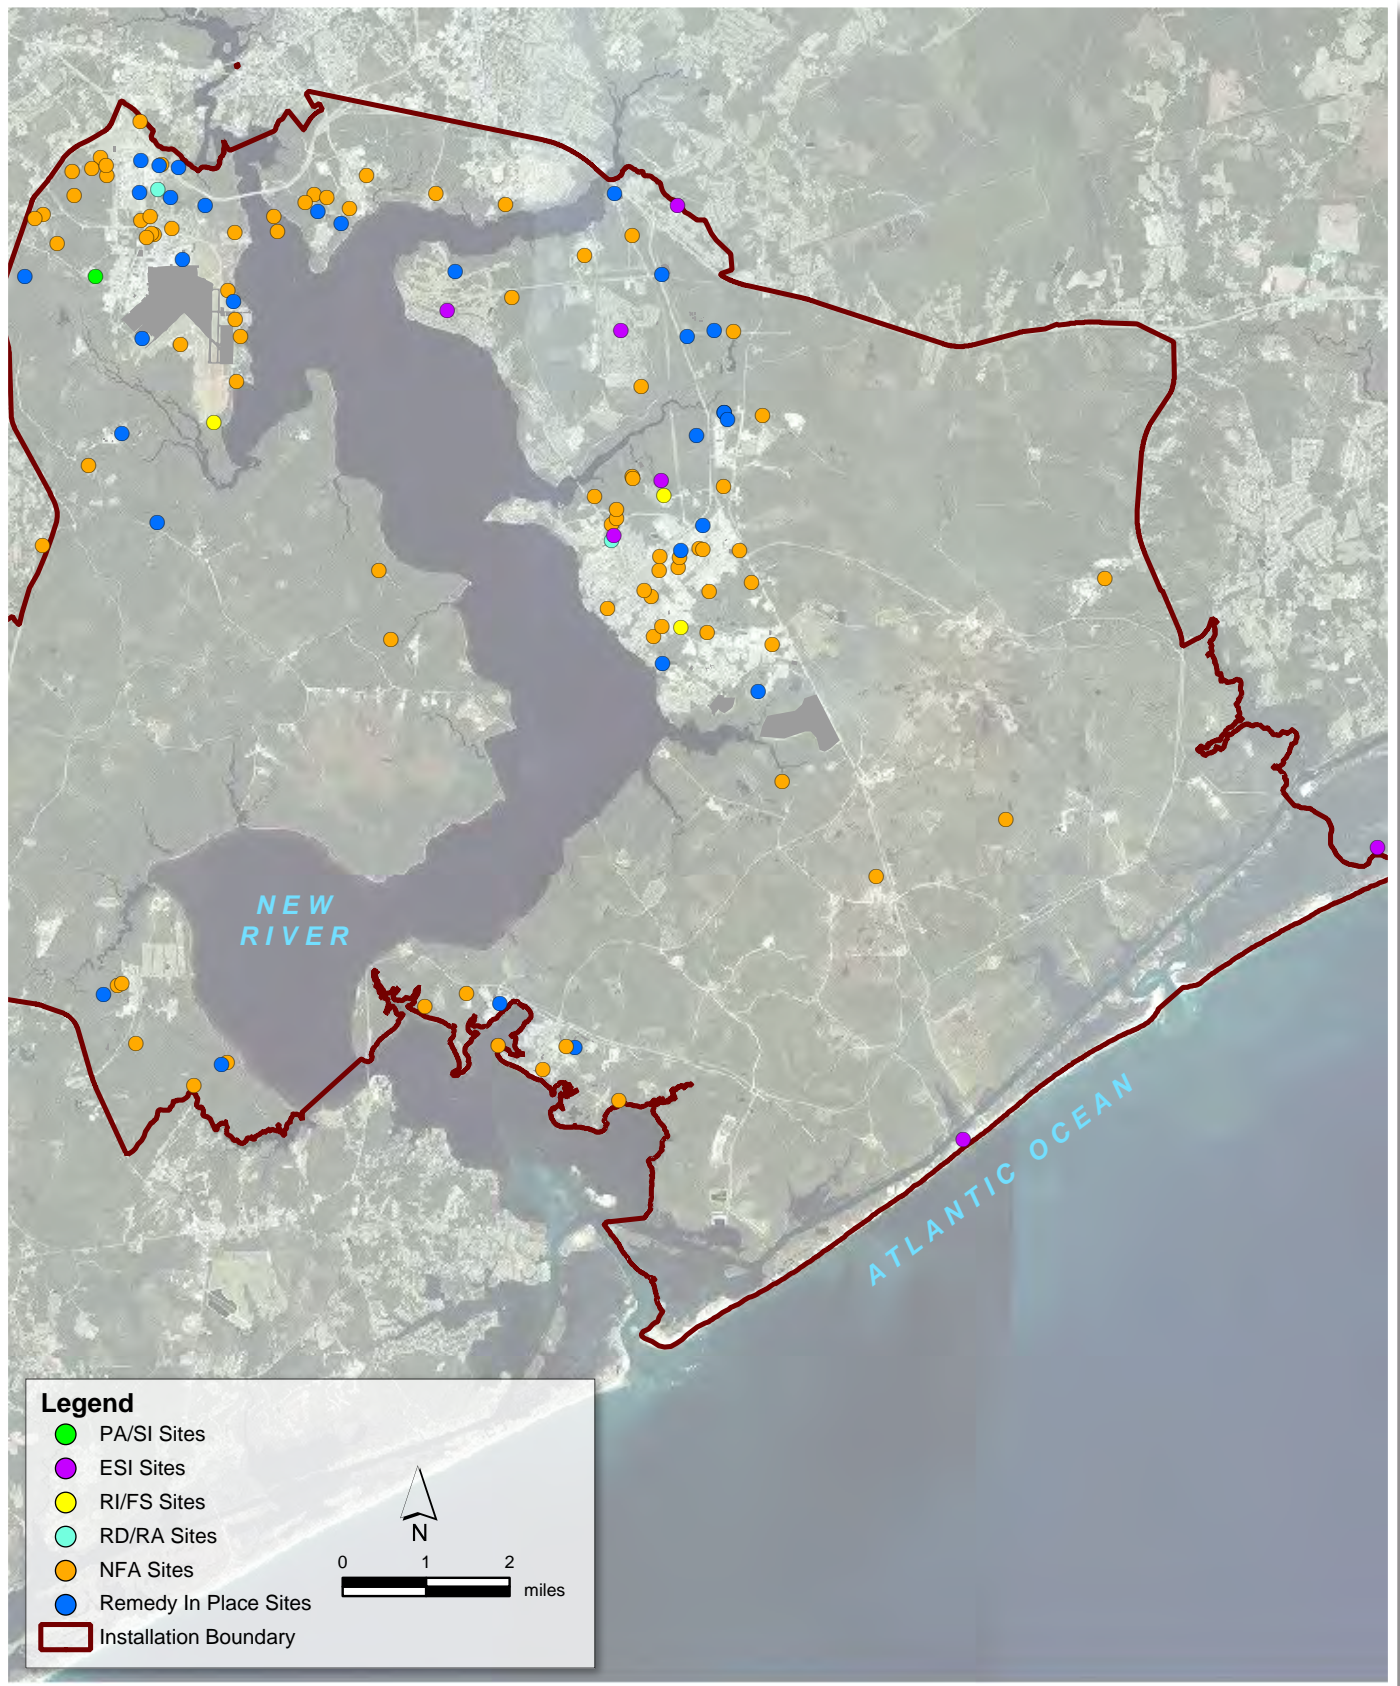 NEW
RIVER
ATLANTIC OCEAN
Legend
PA/SI Sites
ESI Sites
RI/FS Sites
RD/RA Sites
NFA Sites
Remedy In Place Sites
Installation Boundary
N
0 1 2
miles